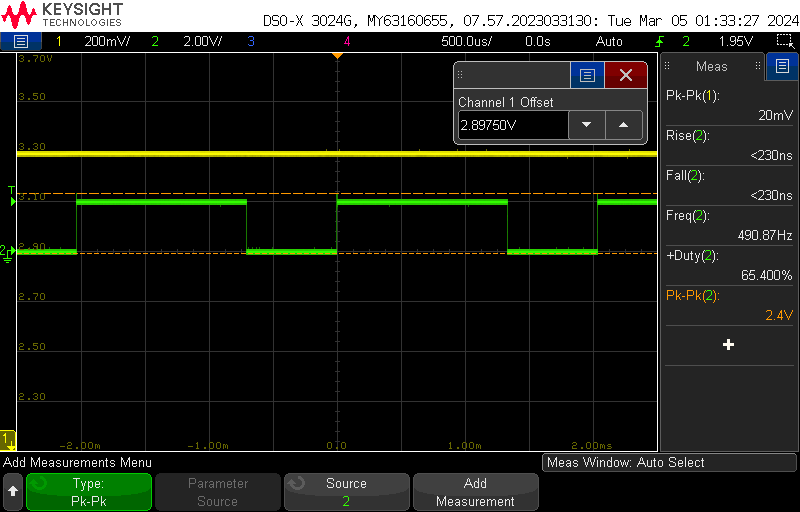 KEYSIGHT
TECHNOLOGIES
DSO-X 3024G, MY63160655, 07.57.2023033130: Tue Mar 05 01:33:27 2024
1 200mV/ 2 2.00V/ 3 4 500.0us/ 0.0s Auto 2 1.95V
3.70V
3.50
3.30
3.10
2.90
2.70
2.50
2.30
T
2
1
-2.00m -1.00m 0.0 1.00m 2.00ms
Channel 1 Offset
2.89750V
Meas
Pk-Pk(1):
20mV
Rise(2):
<230ns
Fall(2):
<230ns
Freq(2):
490.87Hz
+Duty(2):
65.400%
Pk-Pk(2):
2.4V
Add Measurements Menu
Meas Window: Auto Select
Type:
Pk-Pk
Parameter
Source
Source
2
Add
Measurement